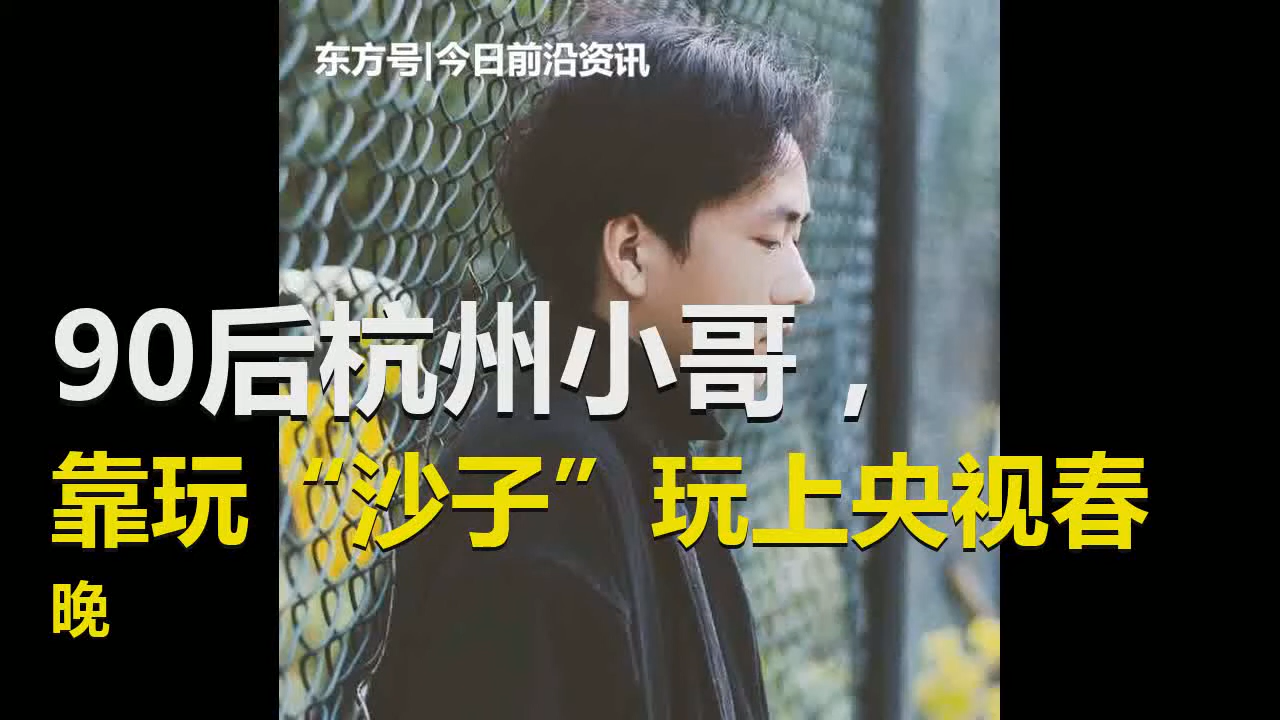 东方号|今日前沿资讯
90后杭州小哥，
靠玩“沙子”玩上央视春
晚